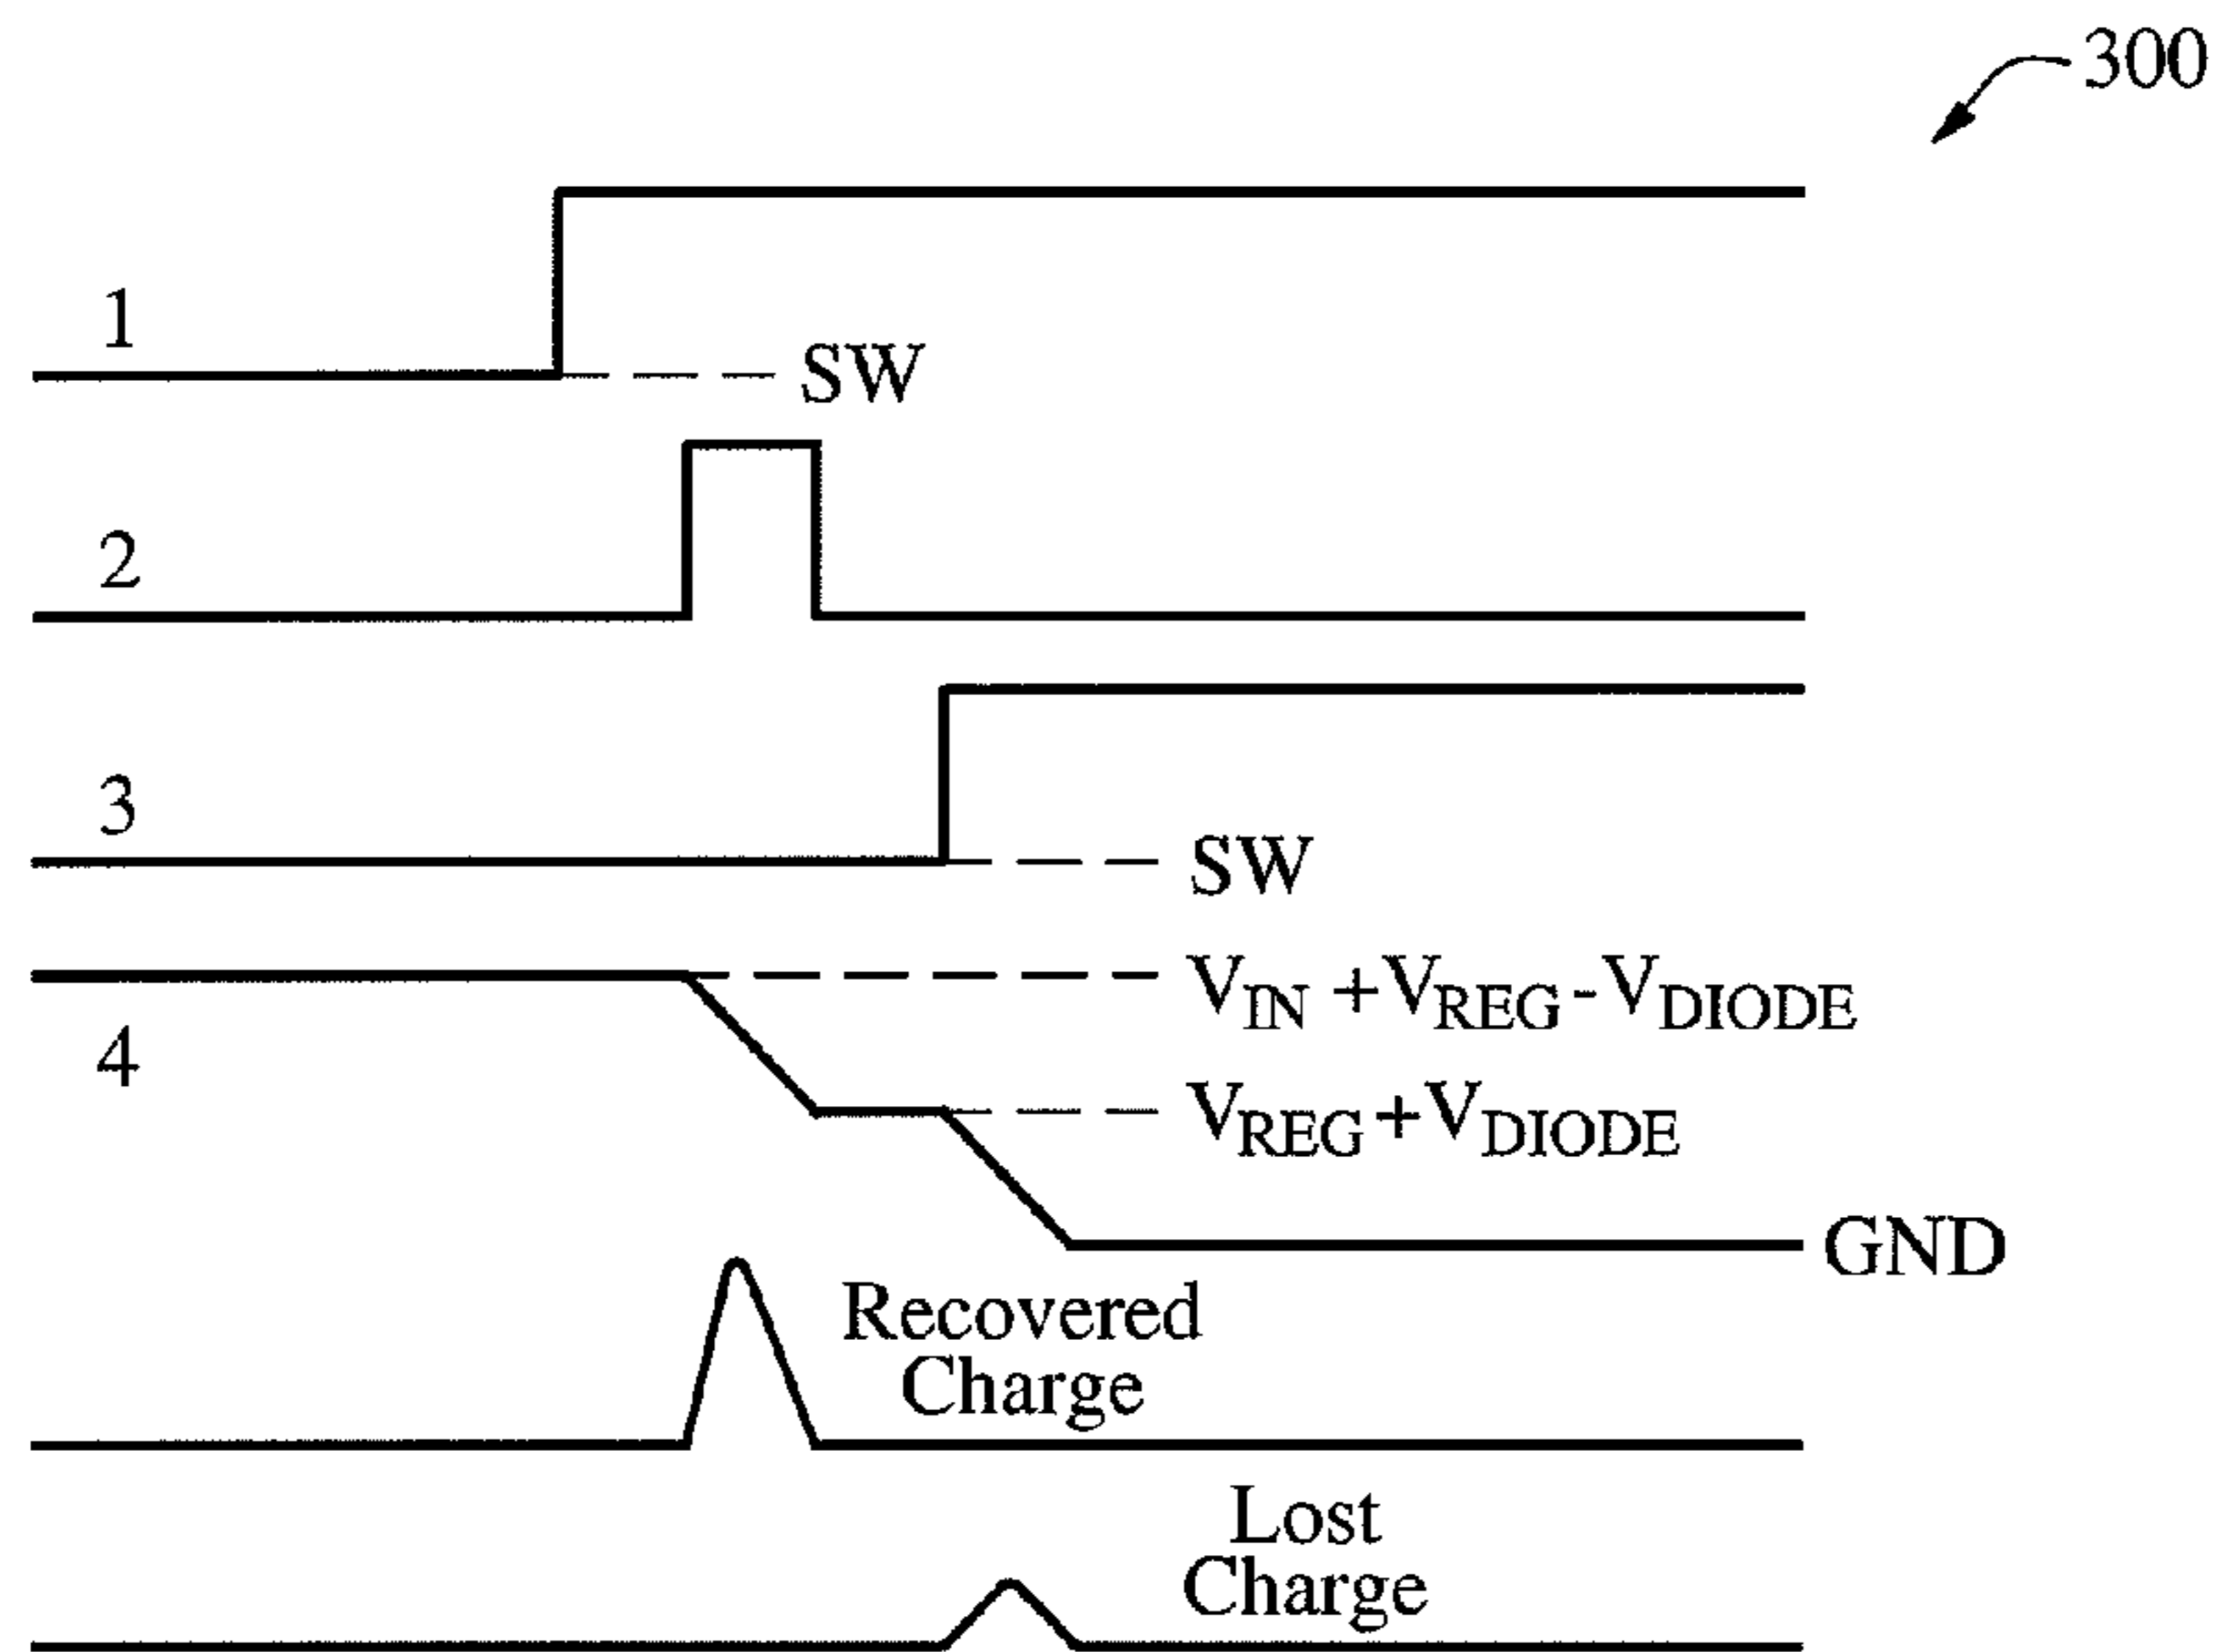 300
1
SW
2
3
SW
V_IN +V_REG-V_DIODE
4
V_REG+V_DIODE
GND
Recovered
Charge
Lost
Charge